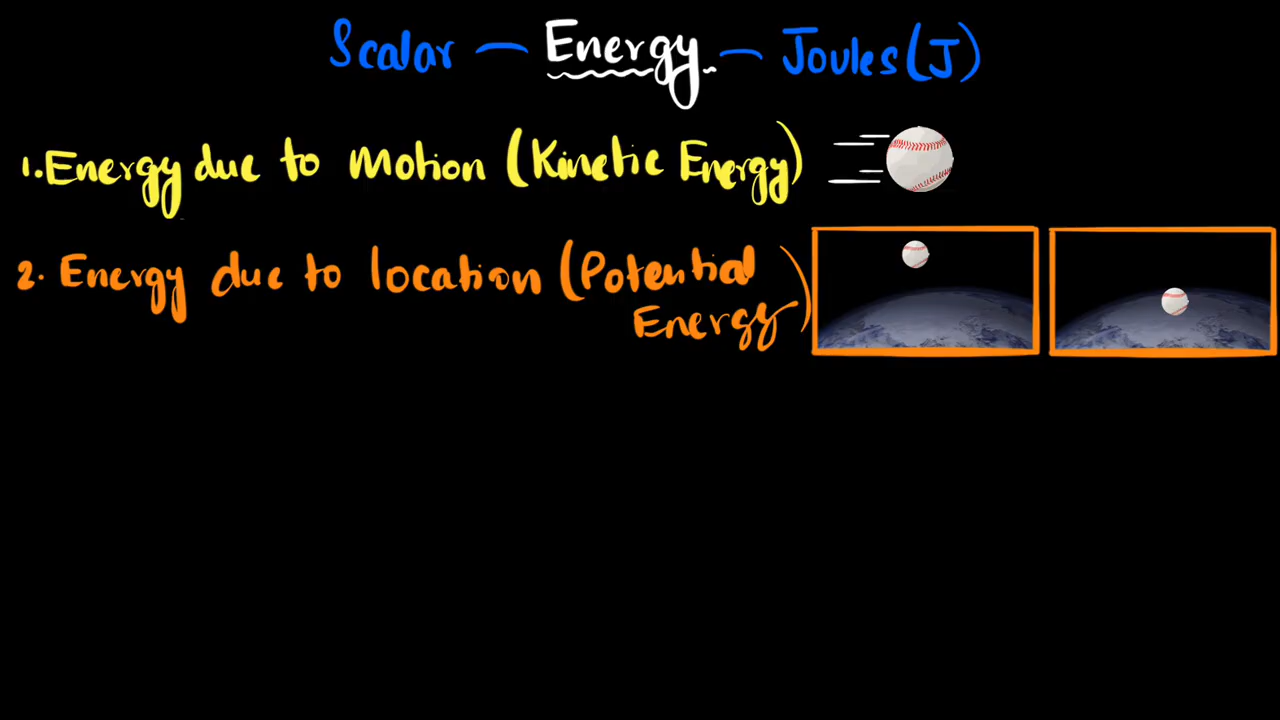 Scalar — Energy — Joules (J)
1. Energy due to Motion (Kinetic Energy)
2. Energy due to location (Potential
Energy)